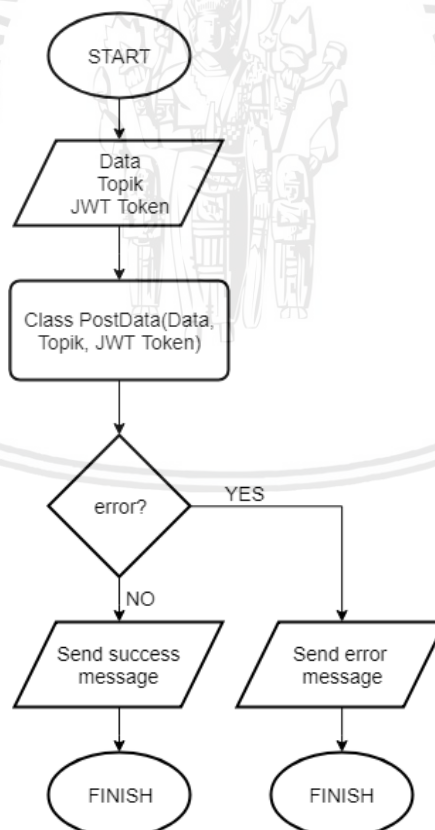 START
Data
Topik
JWT Token
Class PostData(Data,
Topik, JWT Token)
error?
YES
NO
Send success
message
Send error
message
FINISH
FINISH